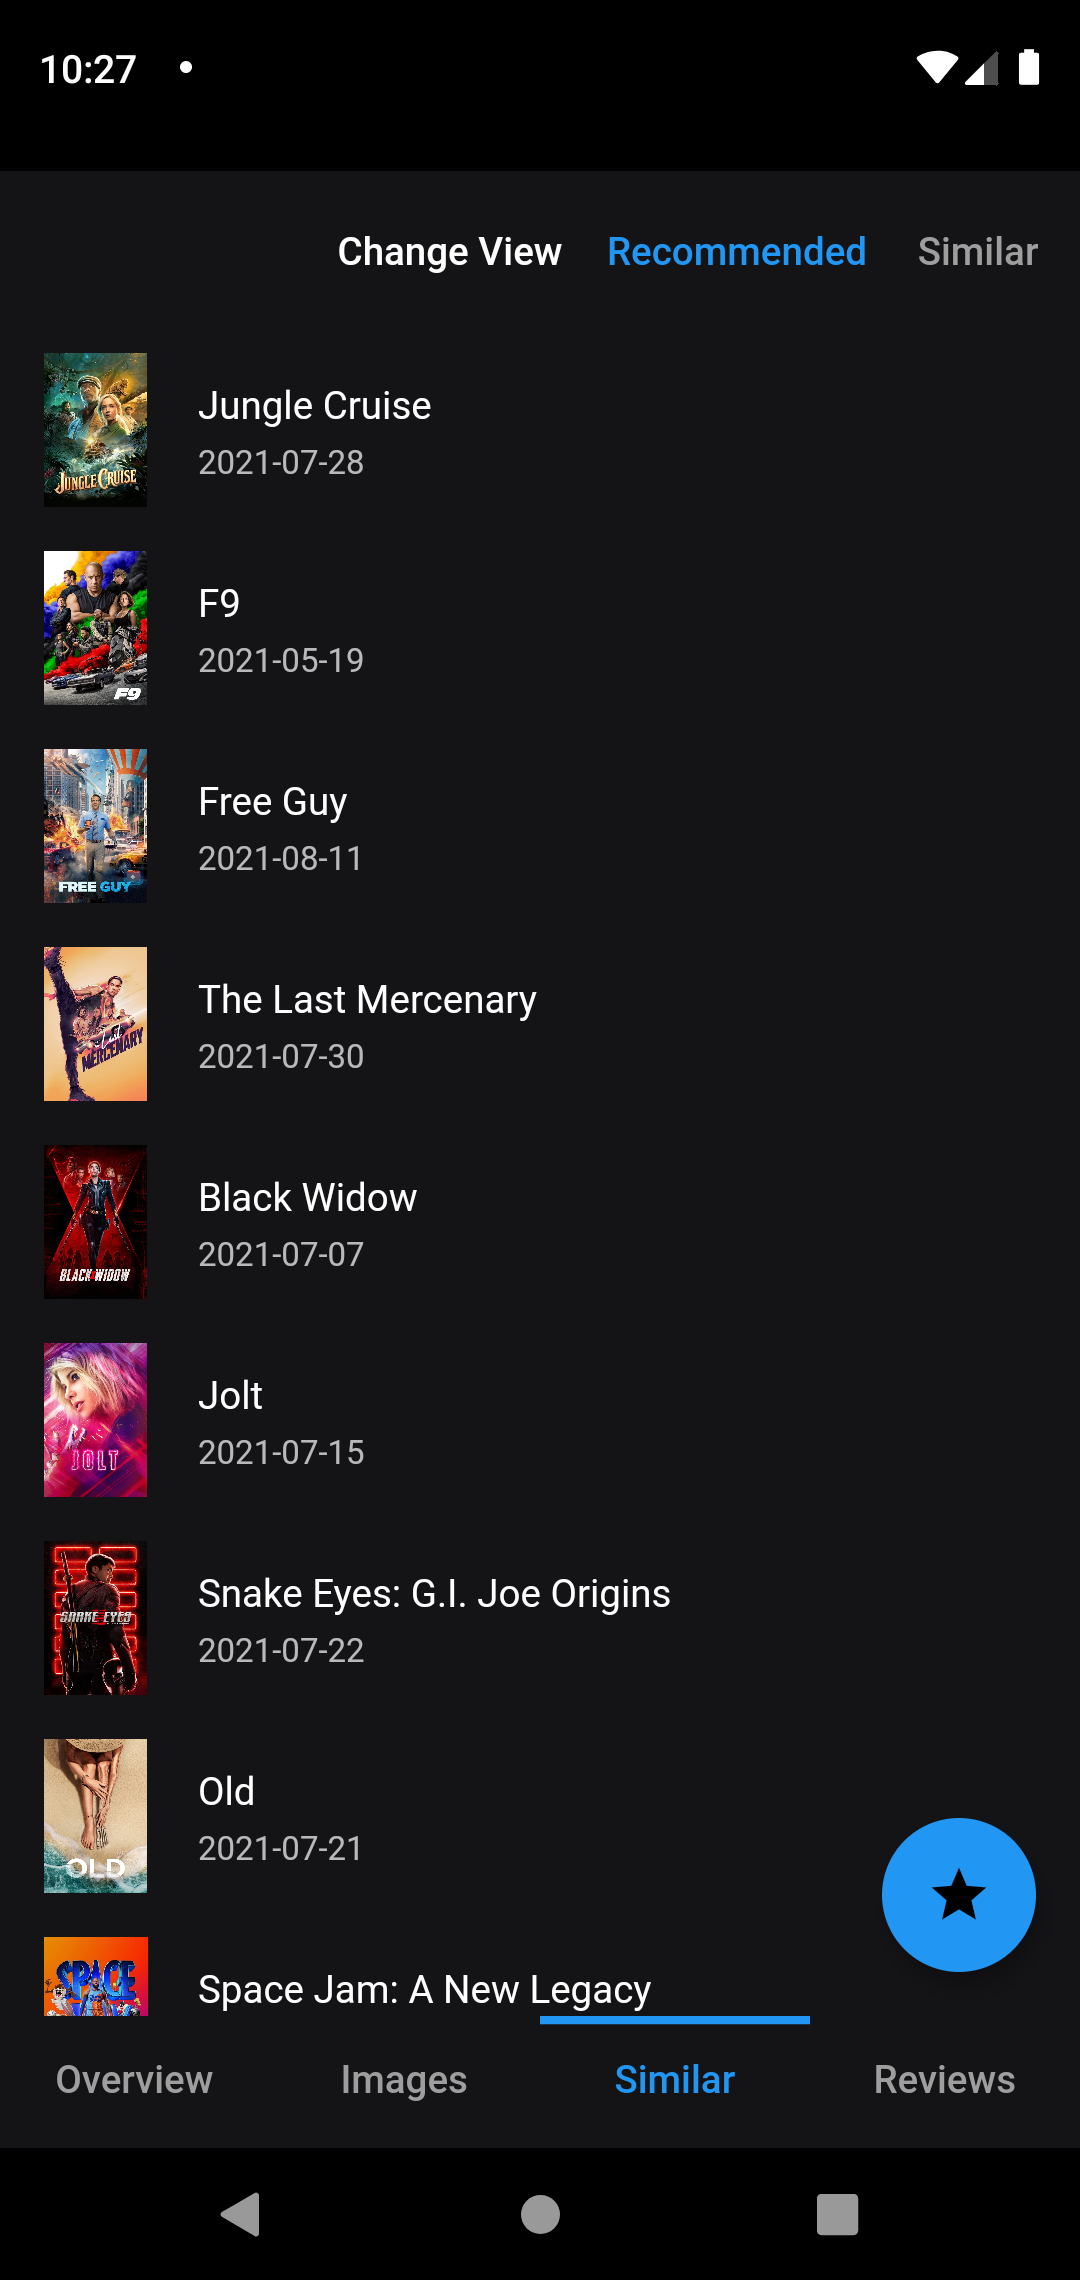 10:27
Change View Recommended Similar
JUNGLE CRUISE
Jungle Cruise
2021-07-28
F9
F9
2021-05-19
FREE GUY
Free Guy
2021-08-11
Last
MERCENARY
The Last Mercenary
2021-07-30
BLACK WIDOW
Black Widow
2021-07-07
JOLT
Jolt
2021-07-15
SNAKE EYES
Snake Eyes: G.I. Joe Origins
2021-07-22
OLD
Old
2021-07-21
SPACE
Space Jam: A New Legacy
Overview Images Similar Reviews